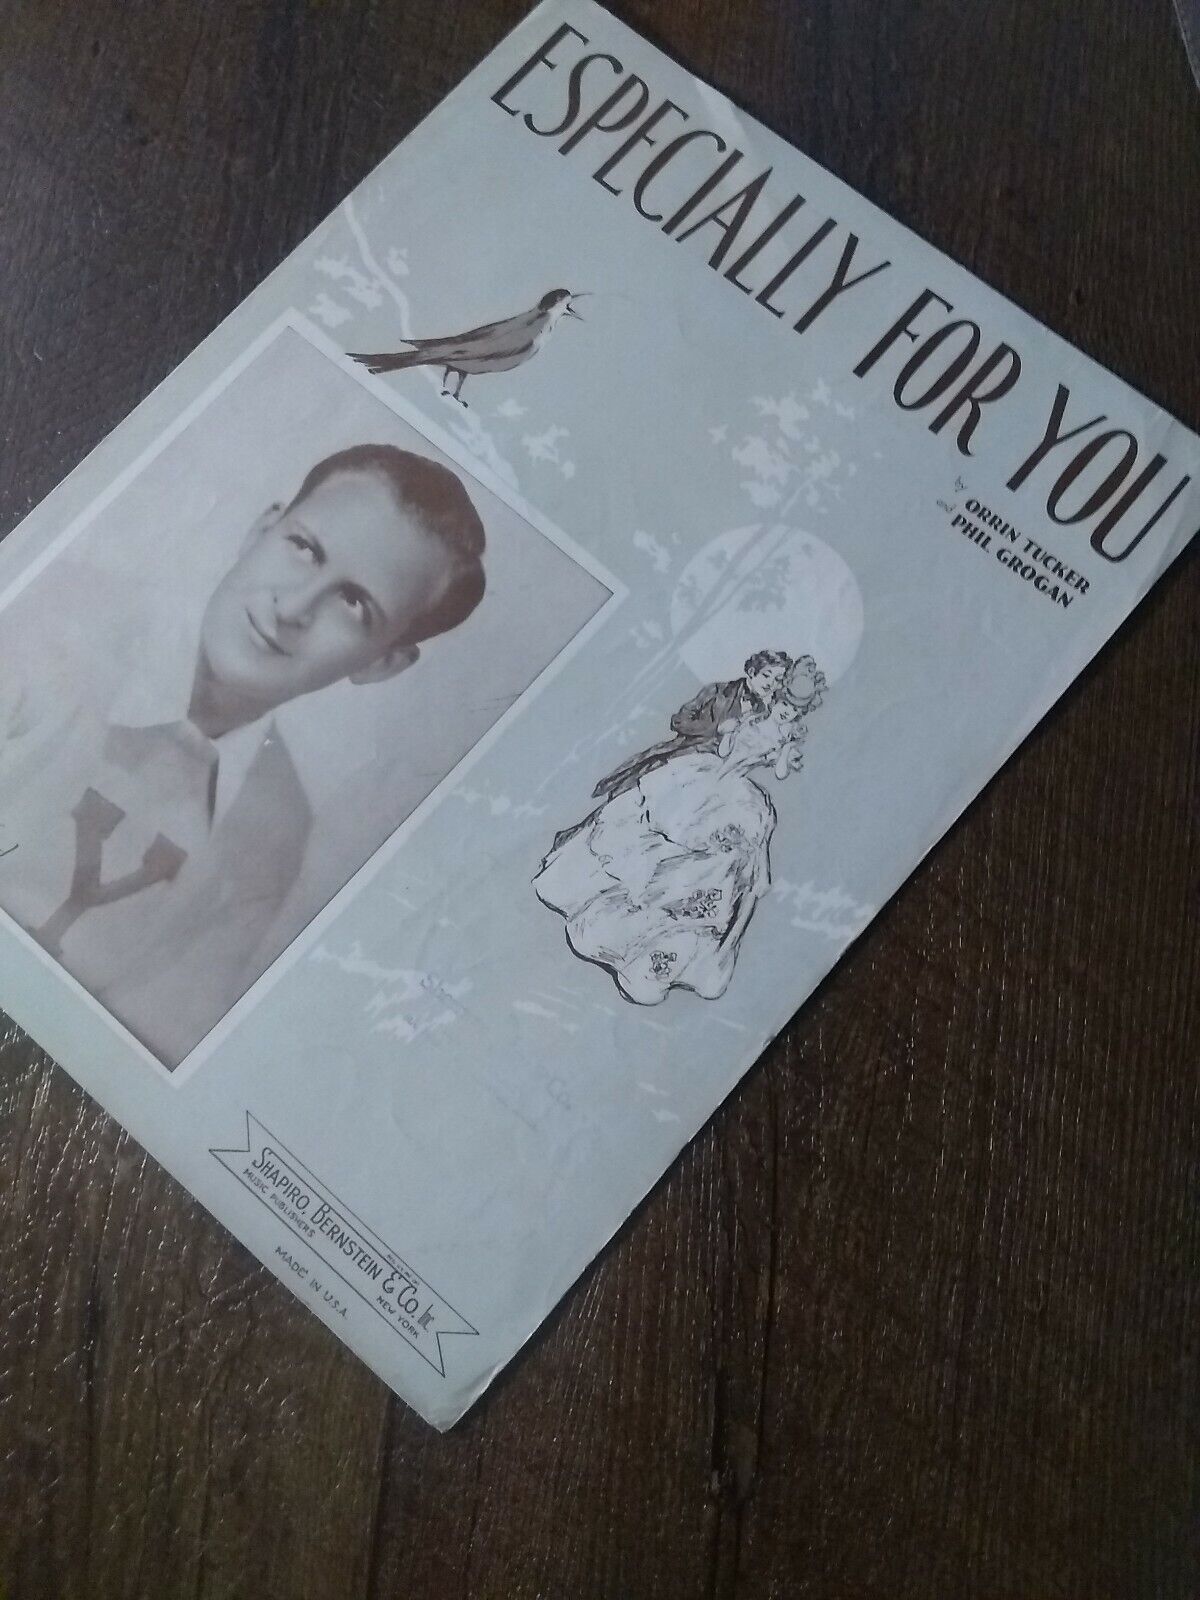 ESPECIALLY FOR YOU
by ORRIN TUCKER
and PHIL GROGAN
Y
SHAPIRO, BERNSTEIN & CO. INC.
MUSIC PUBLISHERS NEW YORK
MADE IN U.S.A.